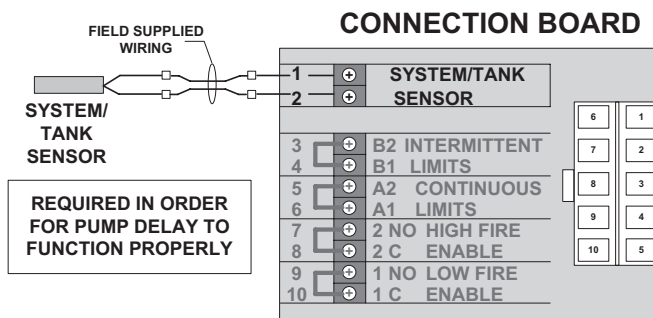 CONNECTION BOARD
FIELD SUPPLIED
WIRING
SYSTEM/
TANK
SENSOR
REQUIRED IN ORDER
FOR PUMP DELAY TO
FUNCTION PROPERLY
1 SYSTEM/TANK
2 SENSOR
3 B2 INTERMITTENT
4 B1 LIMITS
5 A2 CONTINUOUS
6 A1 LIMITS
7 2 NO HIGH FIRE
8 2 C ENABLE
9 1 NO LOW FIRE
10 1 C ENABLE
6 1
7 2
8 3
9 4
10 5